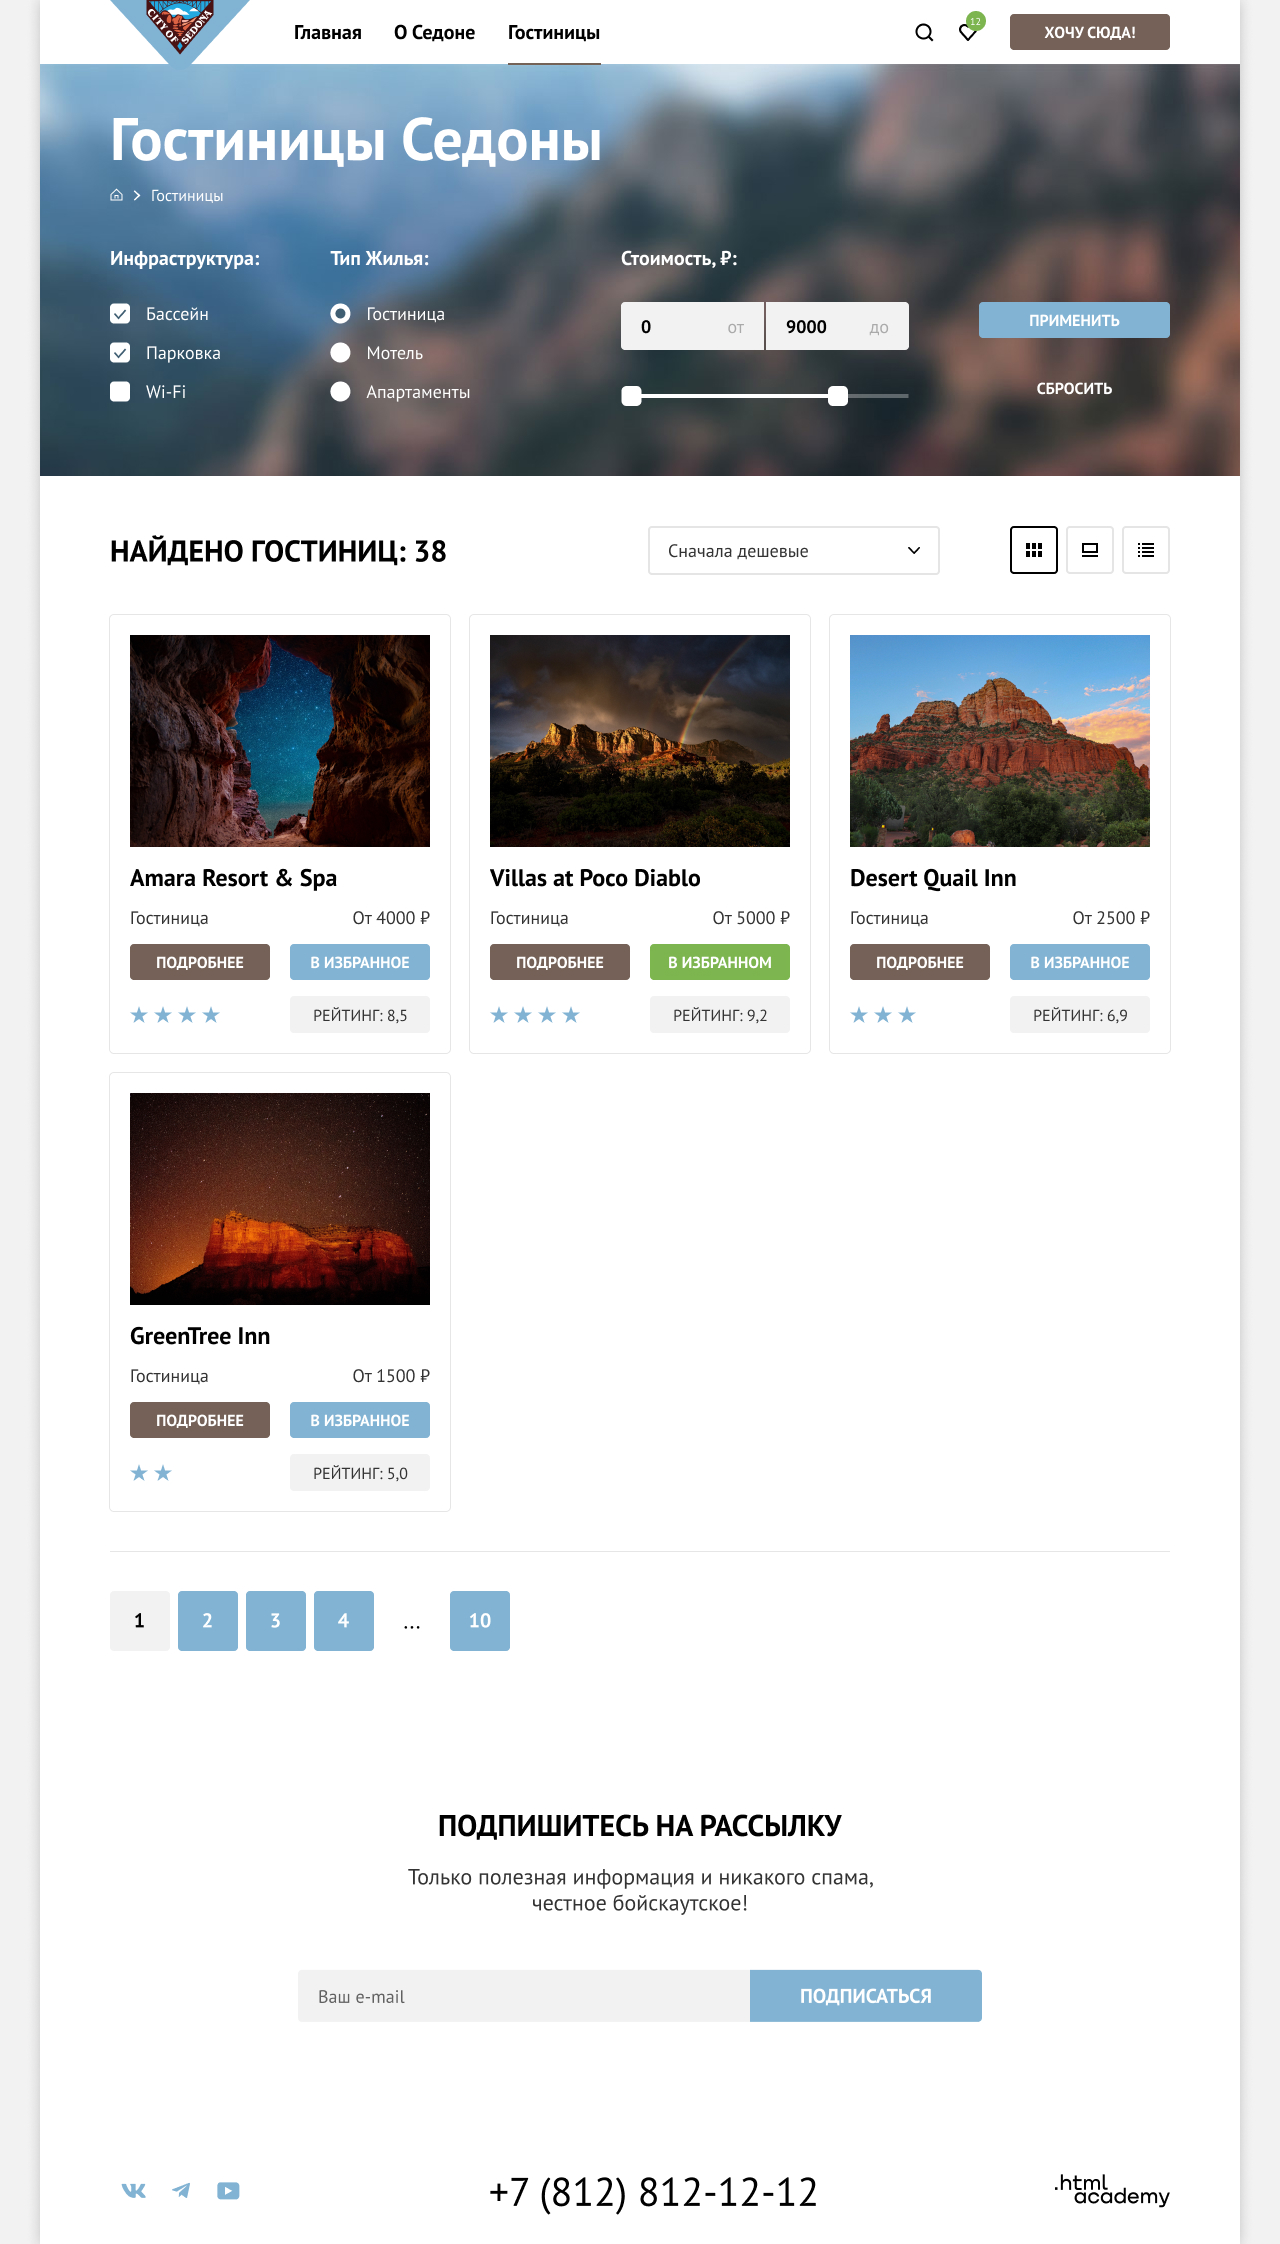 CITY OF SEDONA
Главная О Седоне Гостиницы 12 ХОЧУ СЮДА!
Гостиницы Седоны
Гостиницы
Инфраструктура: Тип Жилья: Стоимость, ₽:
Бассейн Гостиница 0 от 9000 до ПРИМЕНИТЬ
Парковка Мотель
Wi-Fi Апартаменты СБРОСИТЬ
НАЙДЕНО ГОСТИНИЦ: 38 Сначала дешевые
Amara Resort & Spa Villas at Poco Diablo Desert Quail Inn
Гостиница От 4000 ₽ Гостиница От 5000 ₽ Гостиница От 2500 ₽
ПОДРОБНЕЕ В ИЗБРАННОЕ ПОДРОБНЕЕ В ИЗБРАННОМ ПОДРОБНЕЕ В ИЗБРАННОЕ
РЕЙТИНГ: 8,5 РЕЙТИНГ: 9,2 РЕЙТИНГ: 6,9
GreenTree Inn
Гостиница От 1500 ₽
ПОДРОБНЕЕ В ИЗБРАННОЕ
РЕЙТИНГ: 5,0
1 2 3 4 ... 10
ПОДПИШИТЕСЬ НА РАССЫЛКУ
Только полезная информация и никакого спама,
честное бойскаутское!
Ваш e-mail ПОДПИСАТЬСЯ
+7 (812) 812-12-12
.html
academy